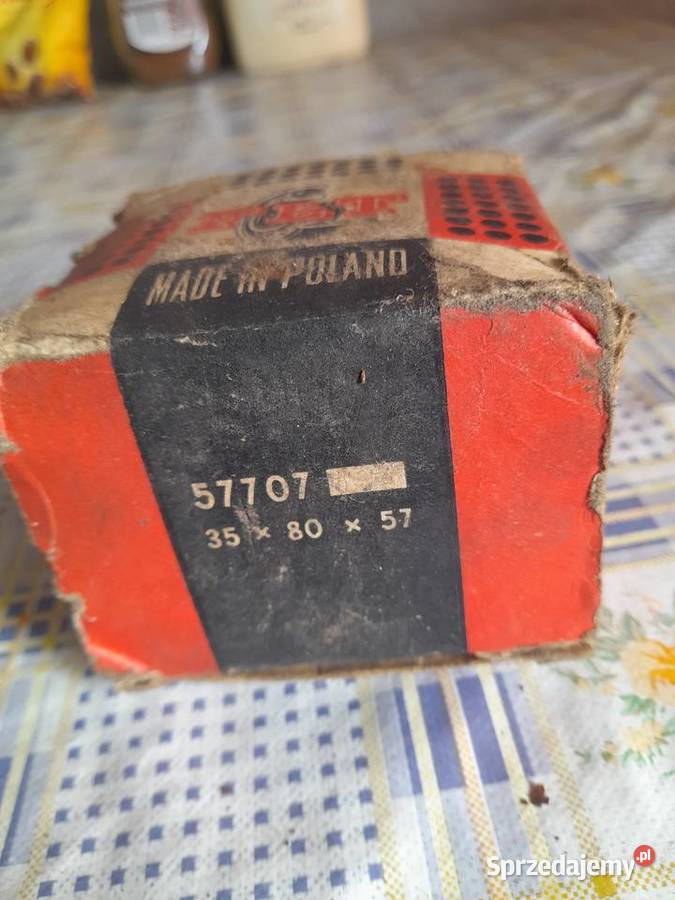 MADE IN POLAND
57707
35 × 80 × 57
Sprzedajemy.pl